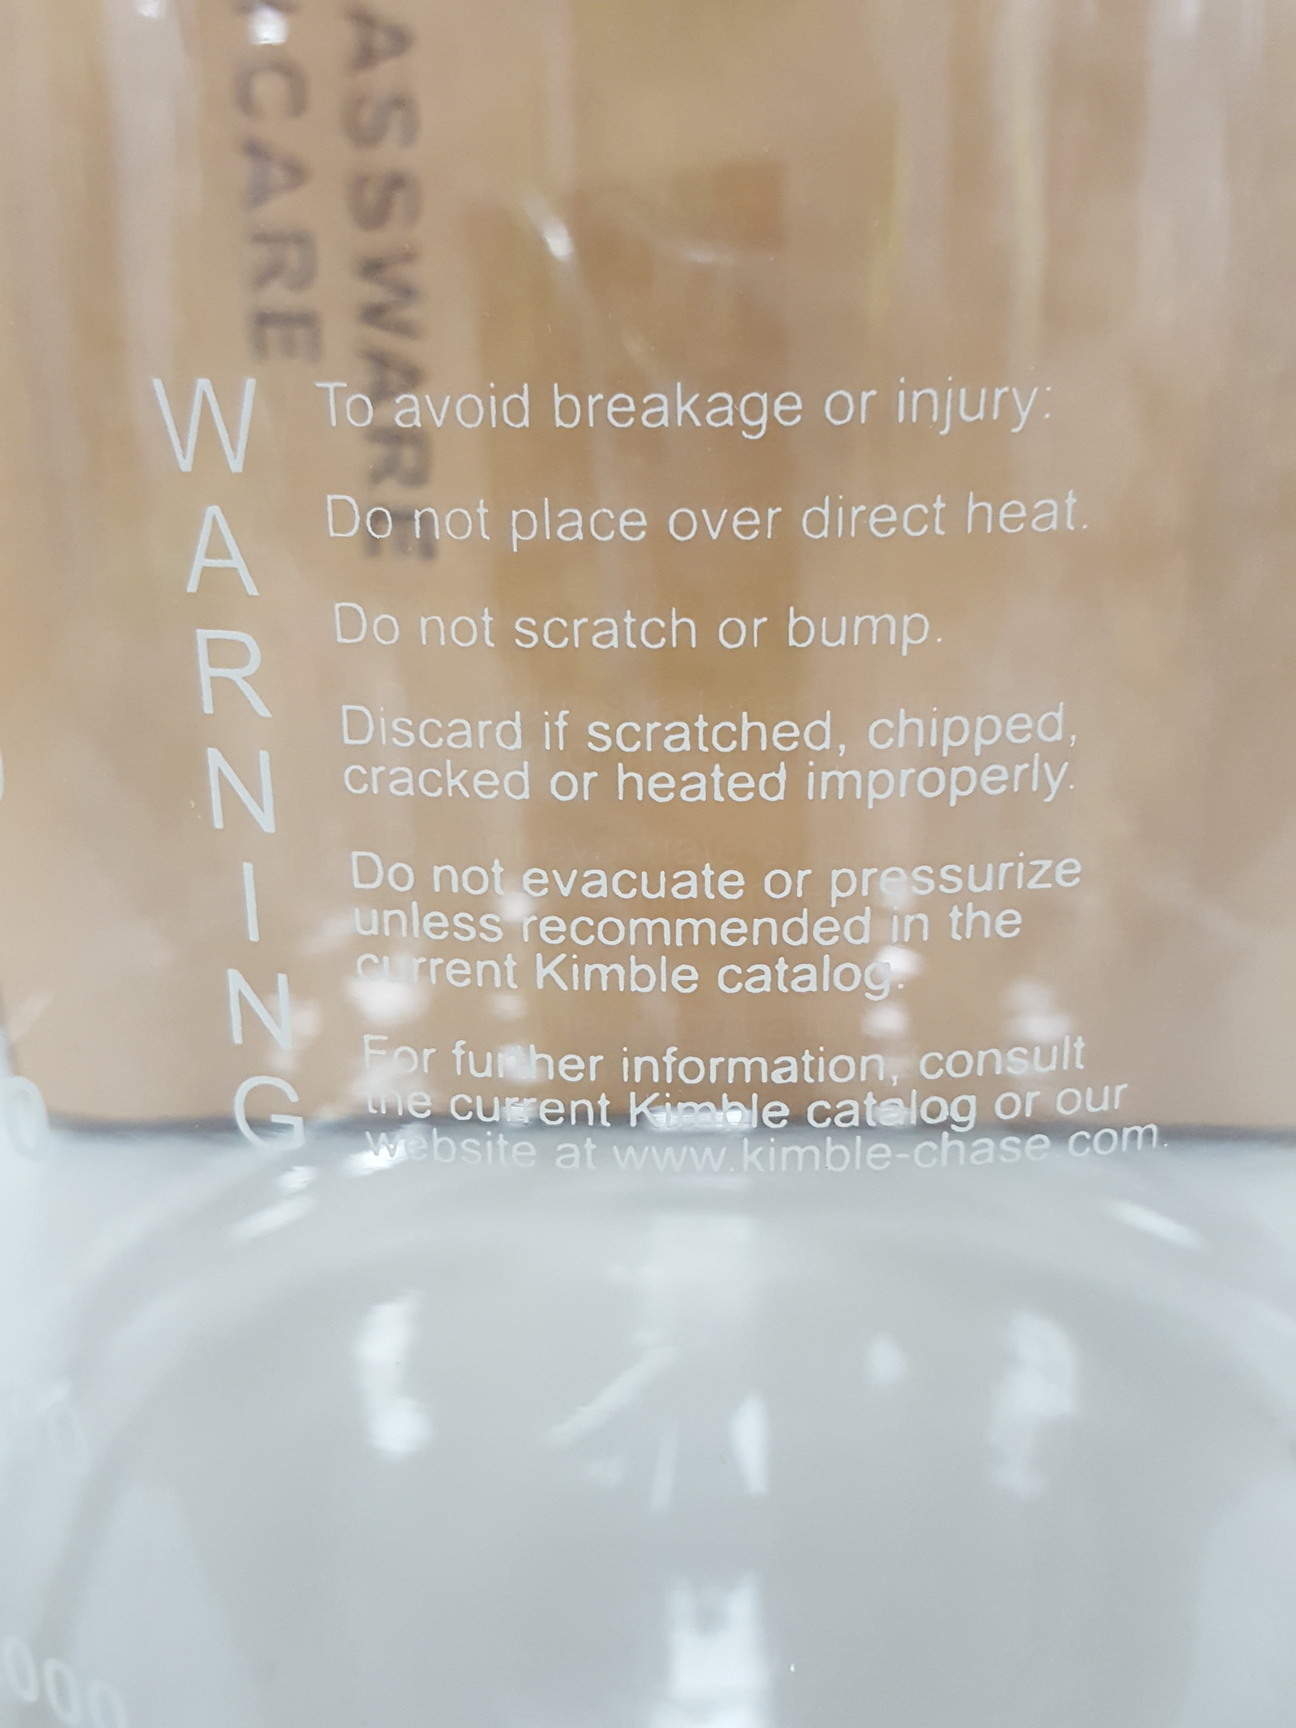 ASSWARE
CARE
WARNING
To avoid breakage or injury:
Do not place over direct heat.
Do not scratch or bump.
Discard if scratched, chipped,
cracked or heated improperly.
Do not evacuate or pressurize
unless recommended in the
current Kimble catalog.
For further information, consult
the current Kimble catalog or our
website at www.kimble-chase.com.
000